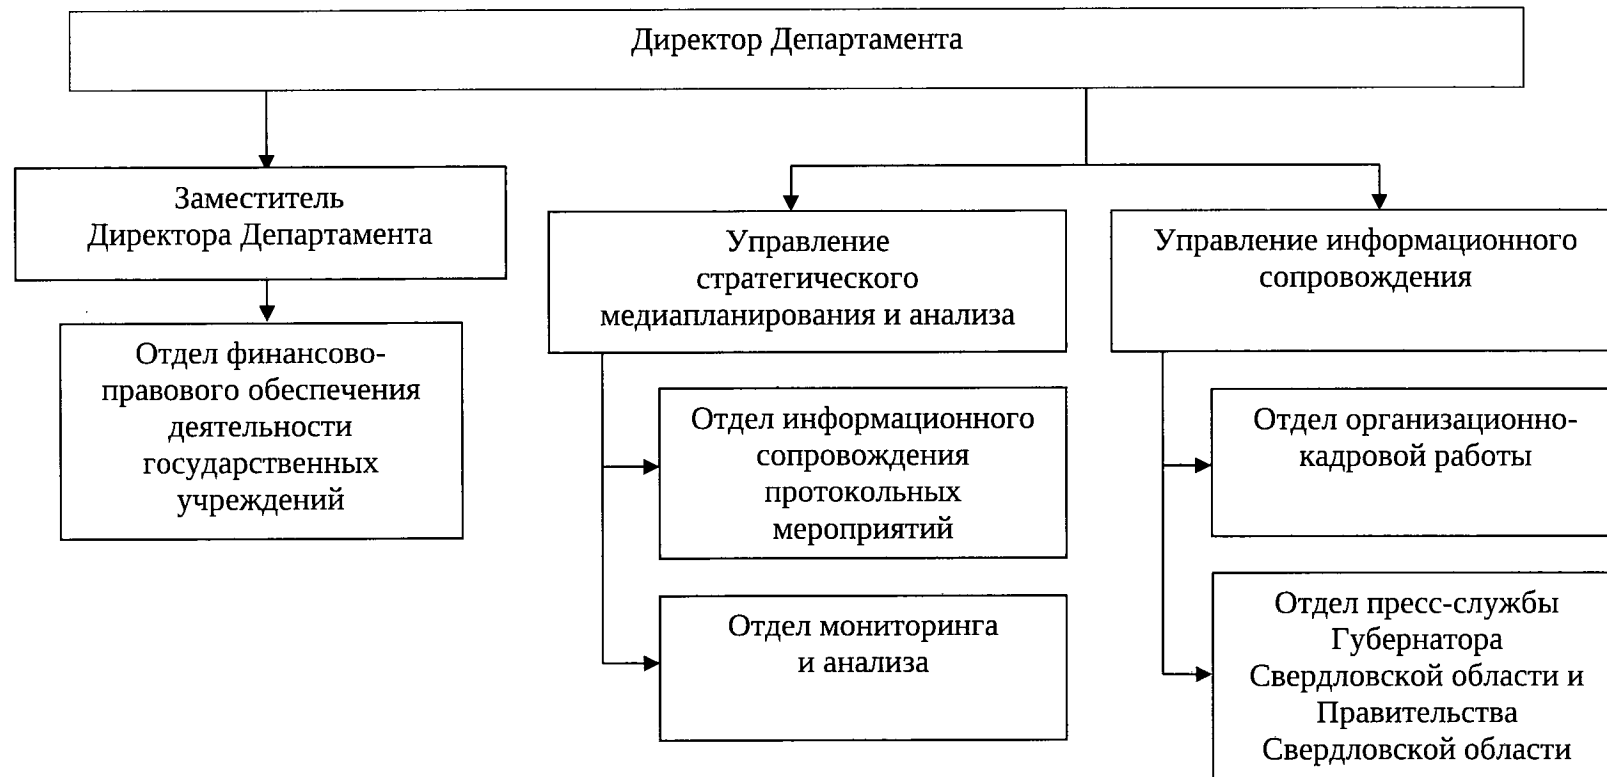 Директор Департамента
Заместитель
Директора Департамента
Отдел финансово-
правового обеспечения
деятельности
государственных
учреждений
Управление
стратегического
медиапланирования и анализа
Отдел информационного
сопровождения
протокольных
мероприятий
Отдел мониторинга
и анализа
Управление информационного
сопровождения
Отдел организационно-
кадровой работы
Отдел пресс-службы
Губернатора
Свердловской области и
Правительства
Свердловской области